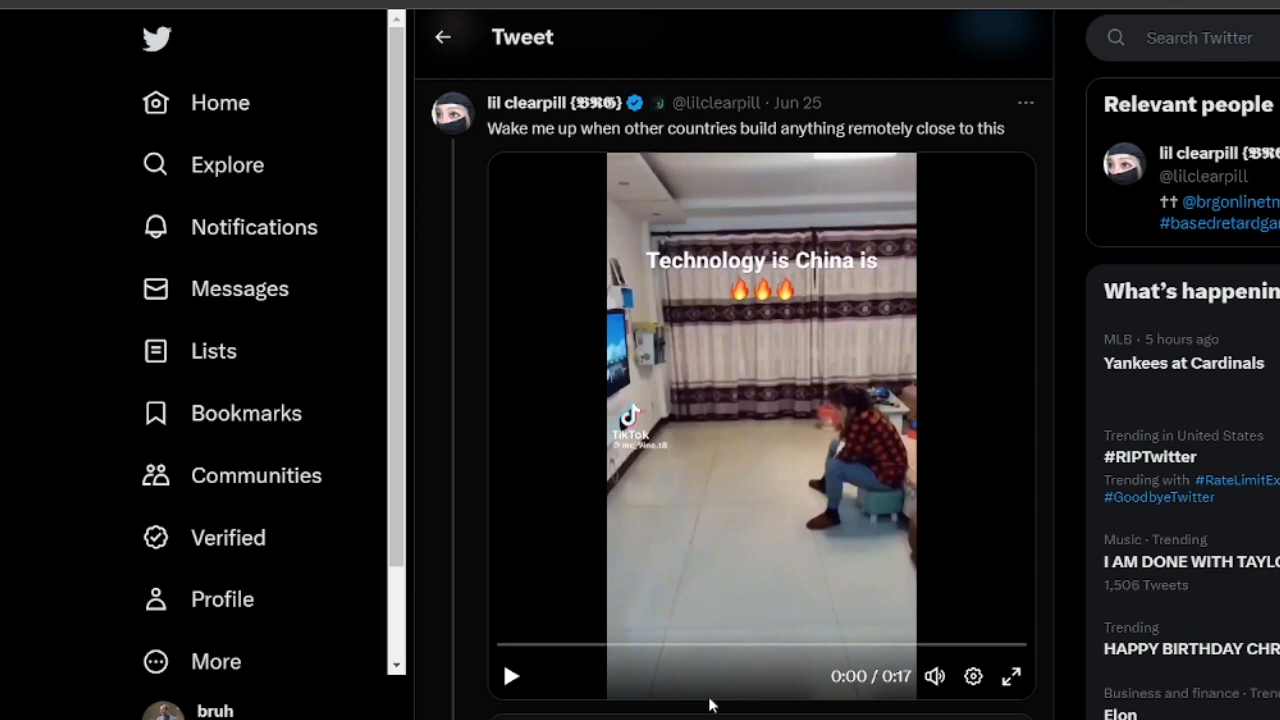 Home
Explore
Notifications
Messages
Lists
Bookmarks
Communities
Verified
Profile
More
bruh
Tweet
lil clearpill {𝕭𝕽𝕲} @lilclearpill · Jun 25
Wake me up when other countries build anything remotely close to this
Technology is China is
🔥🔥🔥
TikTok
0:00 / 0:17
Search Twitter
Relevant people
lil clearpill
@lilclearpill
†† @brgonlinetm
#basedretardga
What's happenin
MLB · 5 hours ago
Yankees at Cardinals
Trending in United States
#RIPTwitter
Trending with #RateLimitEx
#GoodbyeTwitter
Music · Trending
I AM DONE WITH TAYLO
1,506 Tweets
Trending
HAPPY BIRTHDAY CHR
Business and finance · Tren
Elon